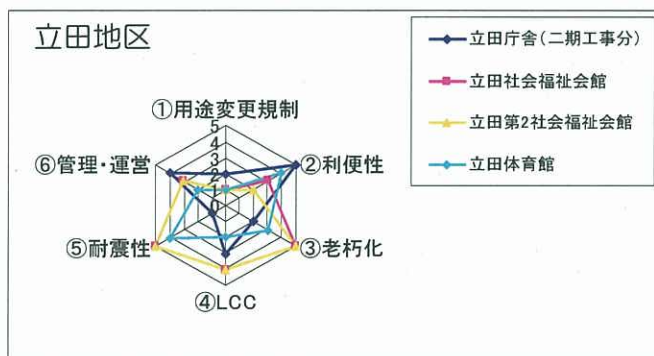 立田地区
立田庁舎(二期工事分)
立田社会福祉会館
立田第2社会福祉会館
立田体育館
①用途変更規制
②利便性
③老朽化
④LCC
⑤耐震性
⑥管理・運営
5
4
3
2
1
0